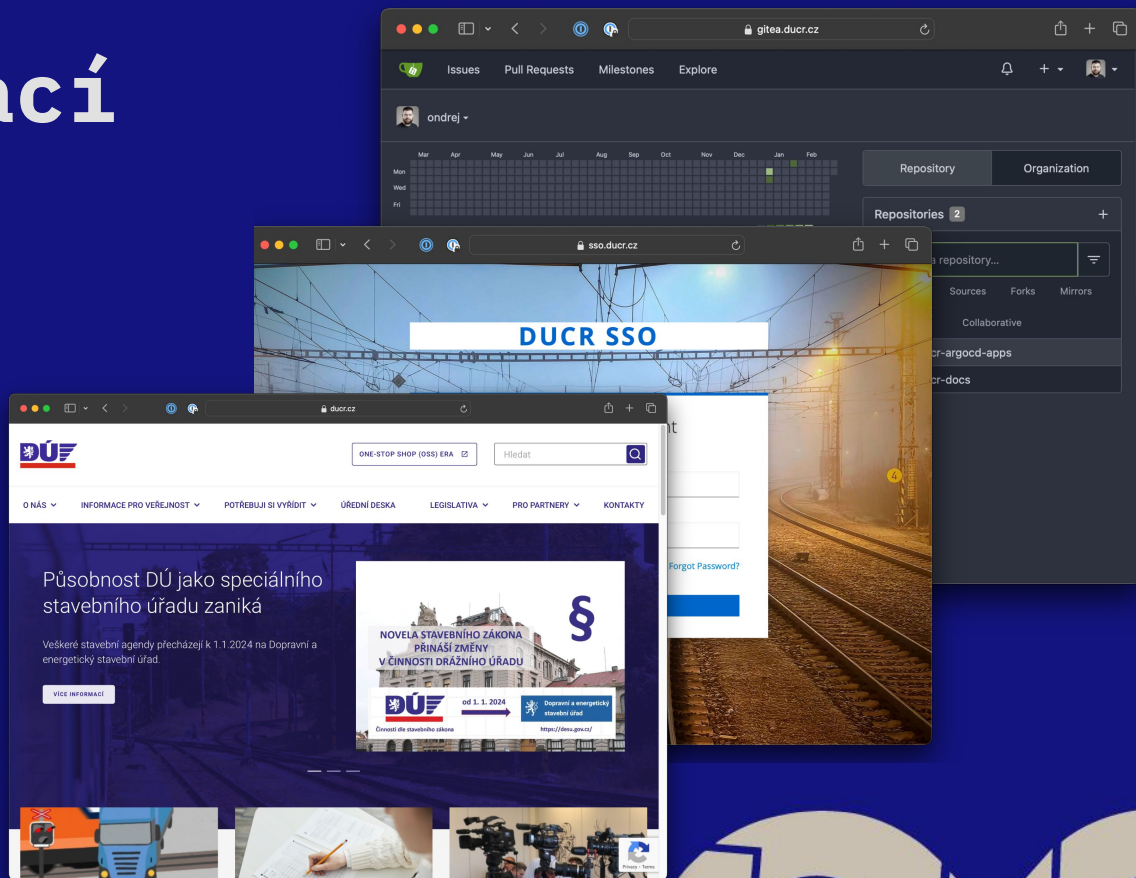 ací
gitea.ducr.cz
Issues Pull Requests Milestones Explore
ondrej
Mar Apr May Jun Jul Aug Sep Oct Nov Dec Jan Feb
Mon
Wed
Fri
Repository Organization
Repositories 2
a repository...
Sources Forks Mirrors
Collaborative
cr-argocd-apps
cr-docs
sso.ducr.cz
DUCR SSO
nt
Forgot Password?
4
ducr.cz
DÚ
ONE-STOP SHOP (OSS) ERA
Hledat
O NÁS INFORMACE PRO VEŘEJNOST POTŘEBUJI SI VYŘÍDIT ÚŘEDNÍ DESKA LEGISLATIVA PRO PARTNERY KONTAKTY
Působnost DÚ jako speciálního
stavebního úřadu zaniká
Veškeré stavební agendy přecházejí k 1.1.2024 na Dopravní a
energetický stavební úřad.
VÍCE INFORMACÍ
§
NOVELA STAVEBNÍHO ZÁKONA
PŘINÁŠÍ ZMĚNY
V ČINNOSTI DRÁŽNÍHO ÚŘADU
DÚ
od 1. 1. 2024
Dopravní a energetický
stavební úřad
Činnosti dle stavebního zákona
https://desu.gov.cz/
Privacy - Terms